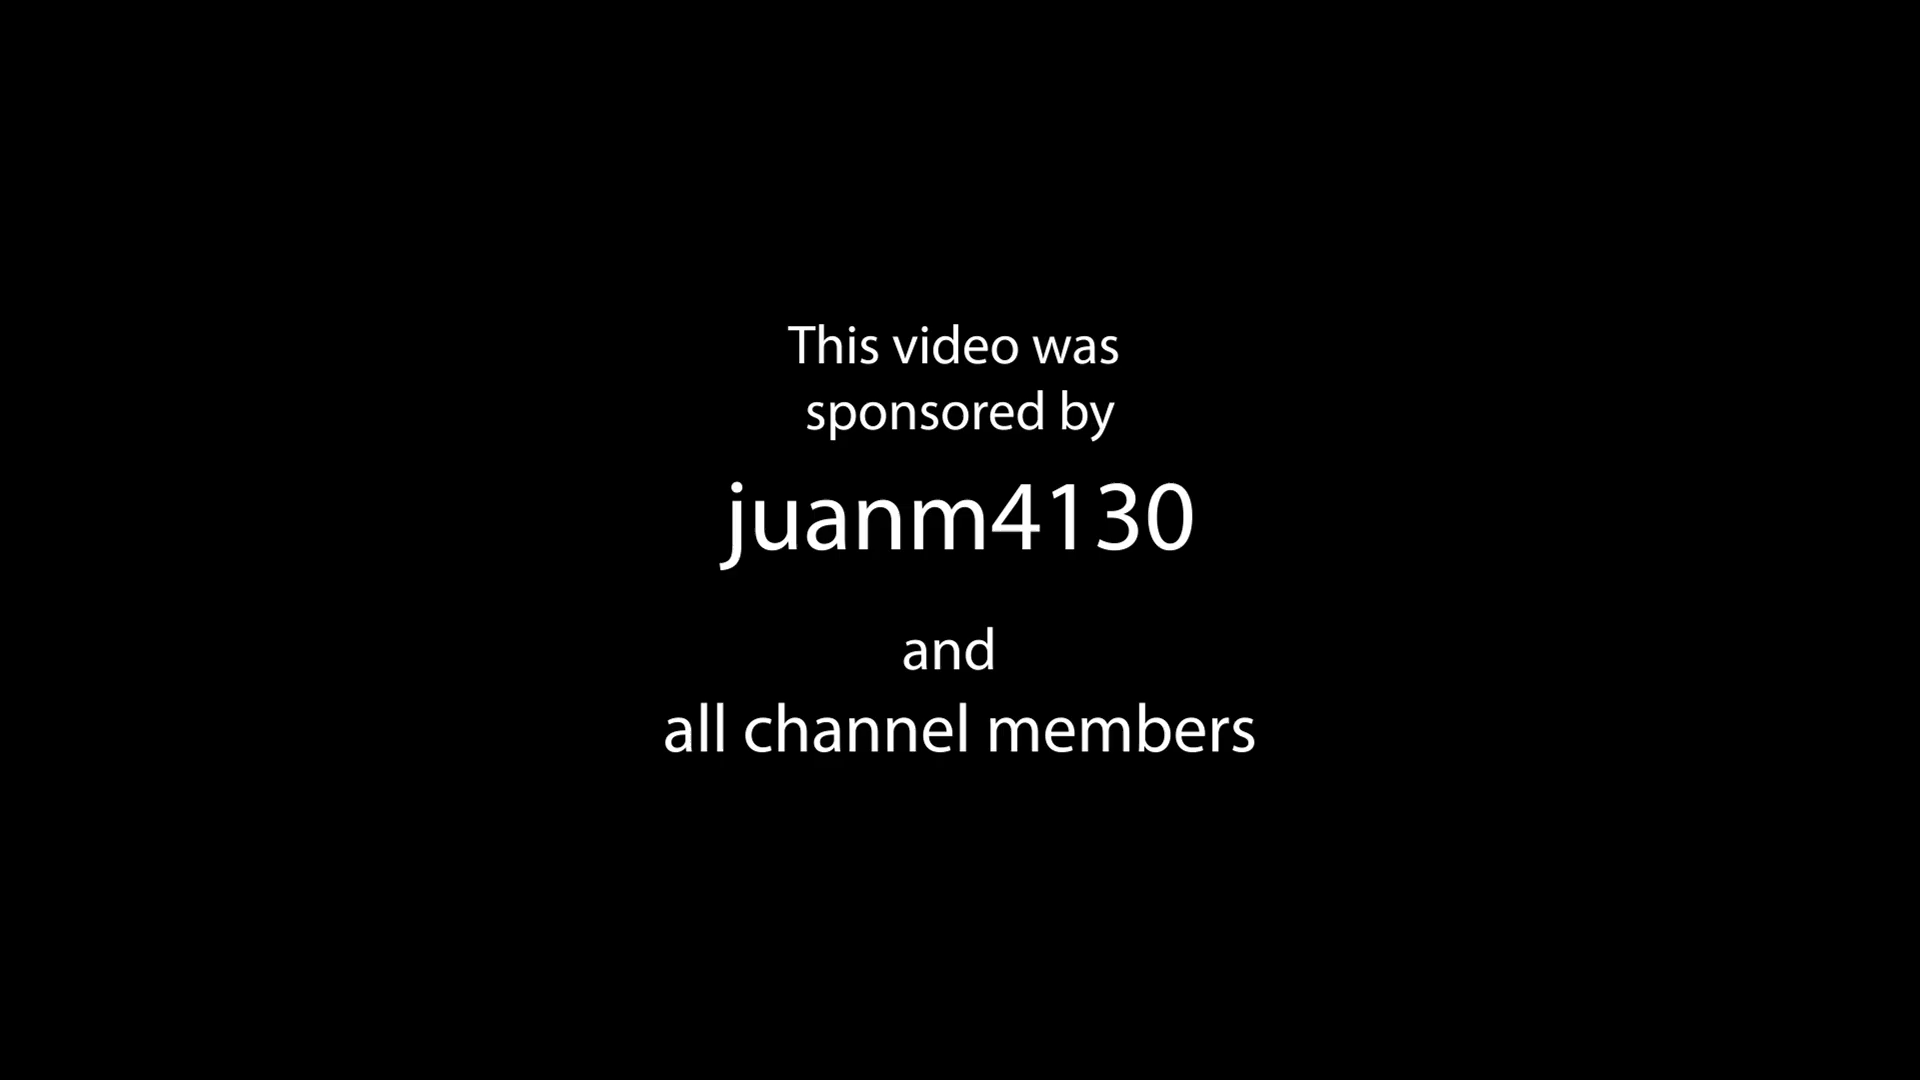 This video was
sponsored by
juanm4130
and
all channel members